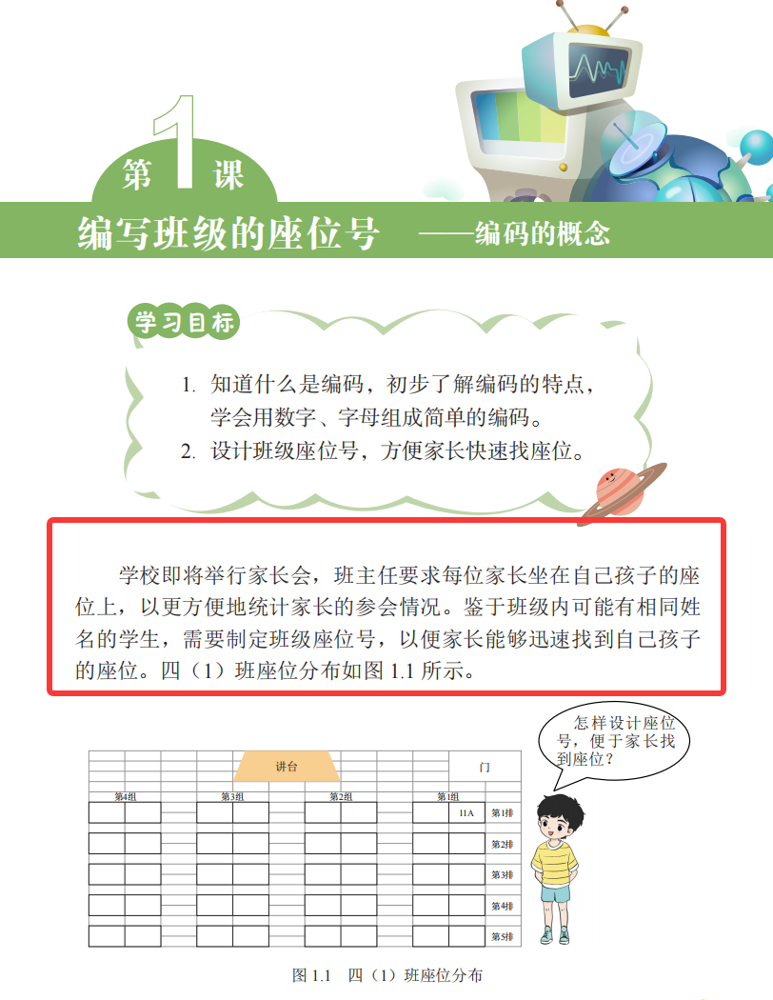 第1课
编写班级的座位号 ——编码的概念
学习目标
1. 知道什么是编码，初步了解编码的特点，
学会用数字、字母组成简单的编码。
2. 设计班级座位号，方便家长快速找座位。
学校即将举行家长会，班主任要求每位家长坐在自己孩子的座
位上，以更方便地统计家长的参会情况。鉴于班级内可能有相同姓
名的学生，需要制定班级座位号，以便家长能够迅速找到自己孩子
的座位。四（1）班座位分布如图 1.1 所示。
怎样设计座位
号，便于家长找
到座位？
讲台 门
第4组 第3组 第2组 第1组
11A 第1排
第2排
第3排
第4排
第5排
图 1.1 四（1）班座位分布